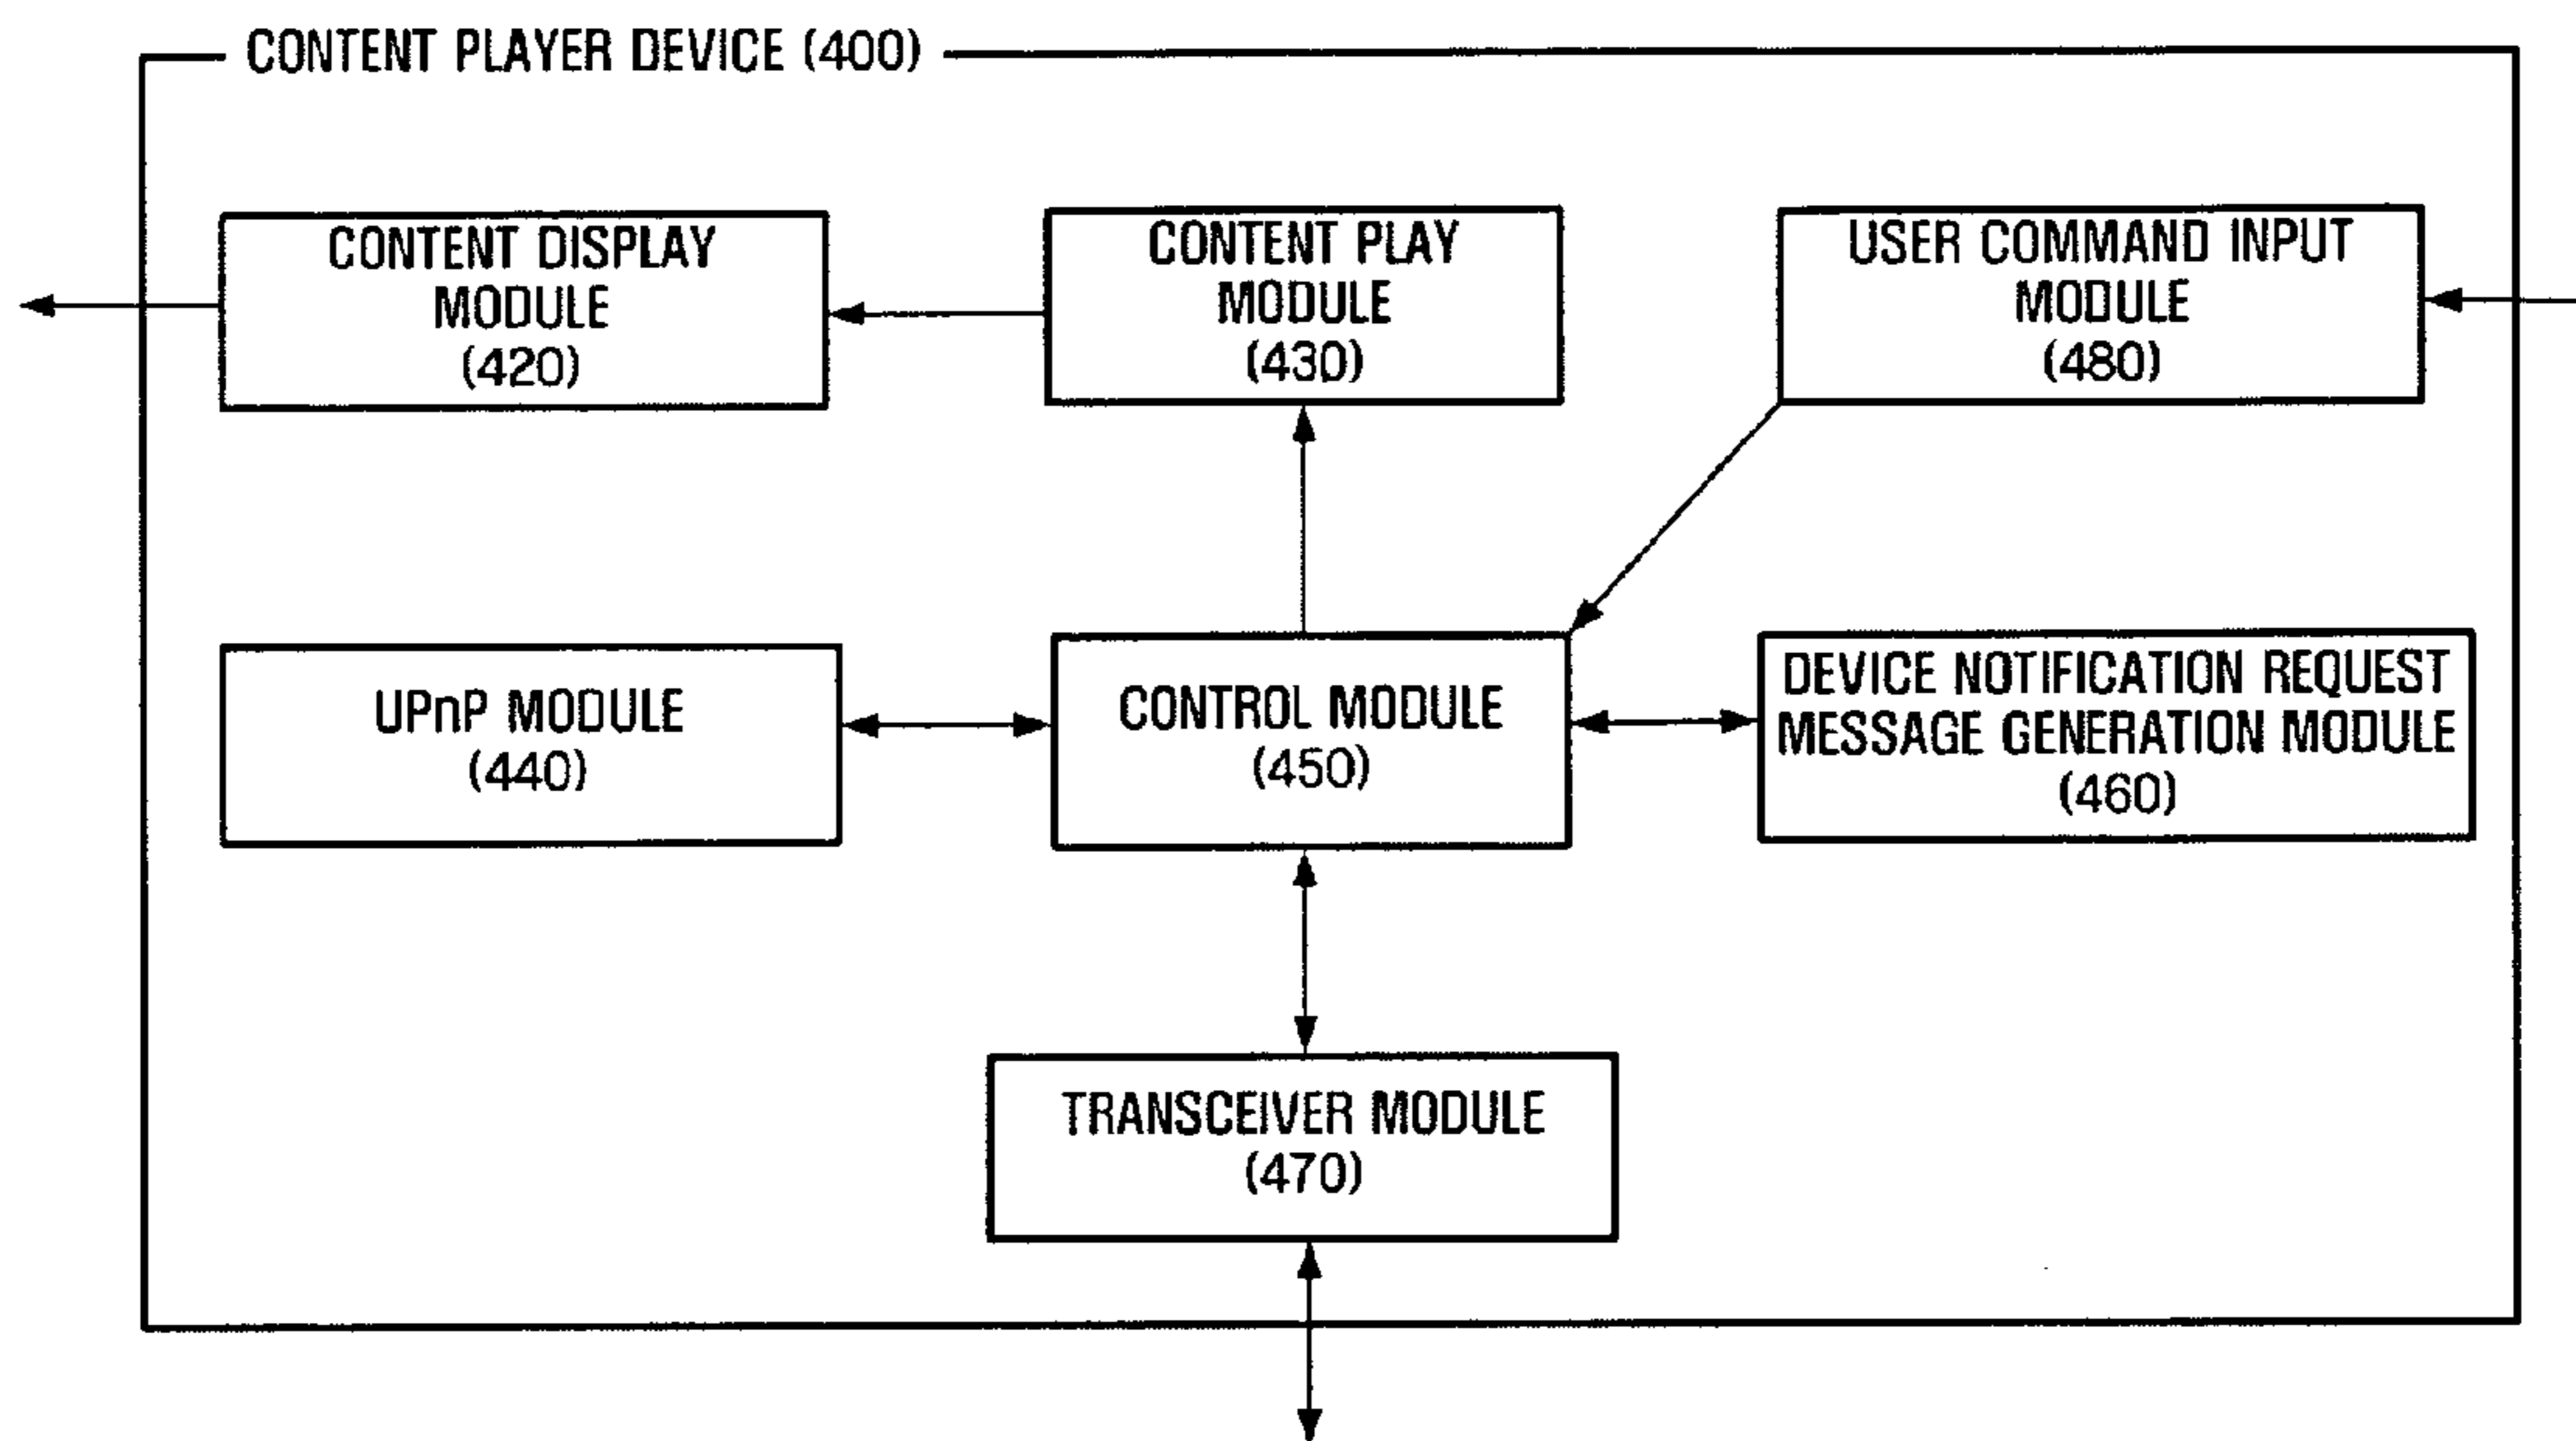 CONTENT PLAYER DEVICE (400)
CONTENT DISPLAY
MODULE
(420)
CONTENT PLAY
MODULE
(430)
USER COMMAND INPUT
MODULE
(480)
UPnP MODULE
(440)
CONTROL MODULE
(450)
DEVICE NOTIFICATION REQUEST
MESSAGE GENERATION MODULE
(460)
TRANSCEIVER MODULE
(470)